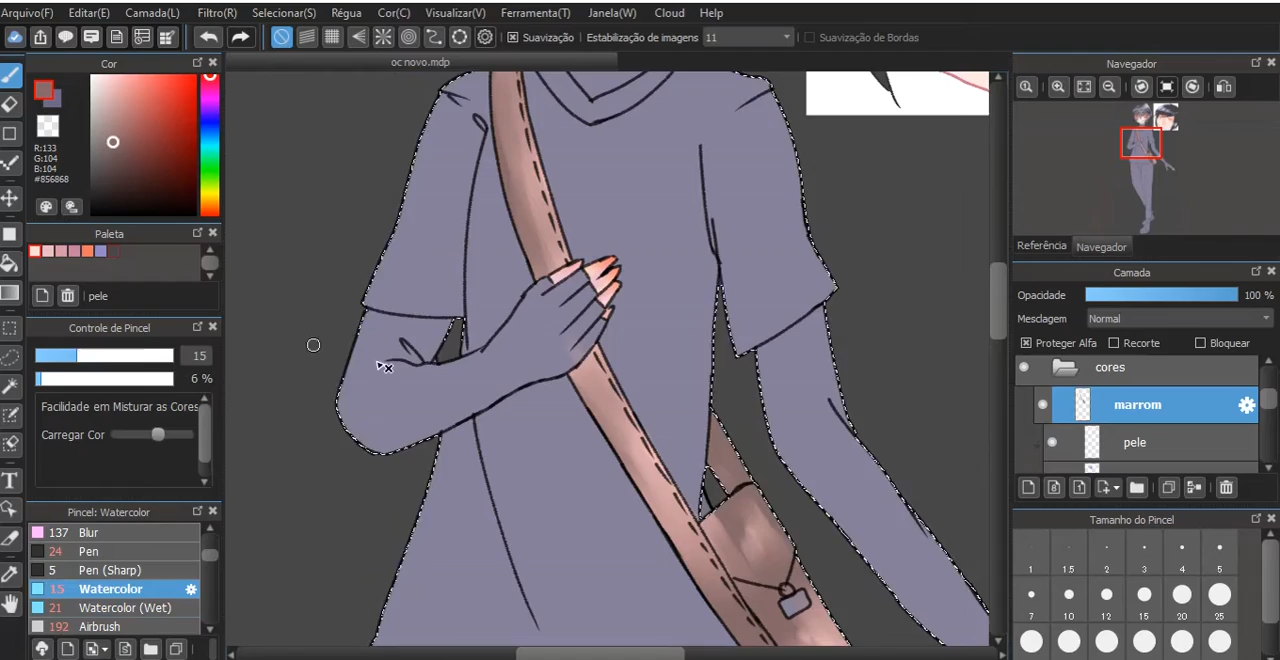 Arquivo(F) Editar(E) Camada(L) Filtro(R) Selecionar(S) Régua Cor(C) Visualizar(V) Ferramenta(T) Janela(W) Cloud Help
Suavização Estabilização de imagens 11 Suavização de Bordas
Cor
oc novo.mdp
Navegador
R:133
G:104
B:104
#856868
Paleta
pele
Referência Navegador
Camada
Opacidade 100 %
Mesclagem Normal
Proteger Alfa Recorte Bloquear
cores
marrom
pele
Controle de Pincel
15
6 %
Facilidade em Misturar as Cores
Carregar Cor
Pincel: Watercolor
137 Blur
24 Pen
5 Pen (Sharp)
15 Watercolor
21 Watercolor (Wet)
192 Airbrush
Tamanho do Pincel
1 1.5 2 3 4 5
7 10 12 15 20 25